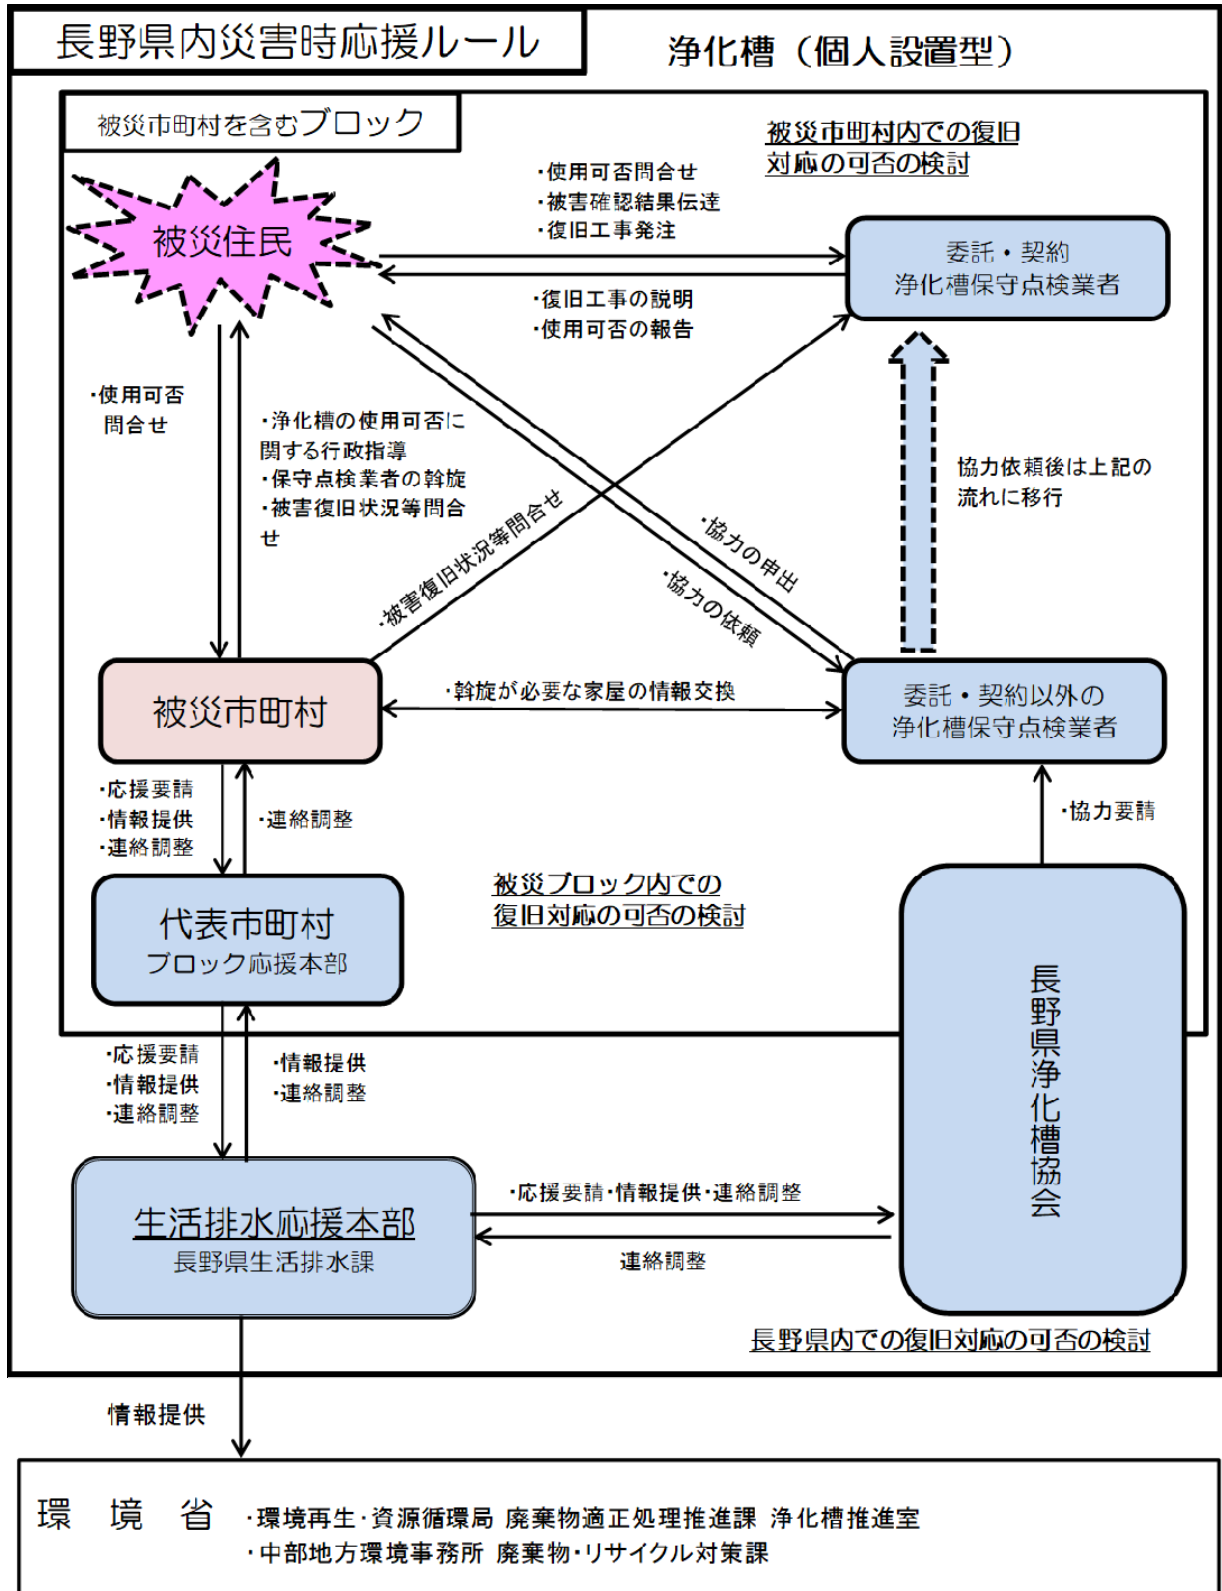 長野県内災害時応援ルール
浄化槽（個人設置型）
被災市町村を含むブロック
被災市町村内での復旧
対応の可否の検討
・使用可否問合せ
・被害確認結果伝達
・復旧工事発注
被災住民
委託・契約
浄化槽保守点検業者
・復旧工事の説明
・使用可否の報告
・使用可否
問合せ
・浄化槽の使用可否に
関する行政指導
・保守点検業者の斡旋
・被害復旧状況等問合
せ
協力依頼後は上記の
流れに移行
・被害復旧状況等問合せ
・協力の申出
・協力の依頼
被災市町村
・斡旋が必要な家屋の情報交換
委託・契約以外の
浄化槽保守点検業者
・応援要請
・情報提供
・連絡調整
・連絡調整
・協力要請
代表市町村
ブロック応援本部
被災ブロック内での
復旧対応の可否の検討
長野県浄化槽協会
・応援要請
・情報提供
・連絡調整
・情報提供
・連絡調整
生活排水応援本部
長野県生活排水課
・応援要請・情報提供・連絡調整
連絡調整
長野県内での復旧対応の可否の検討
情報提供
環　境　省
・環境再生・資源循環局 廃棄物適正処理推進課 浄化槽推進室
・中部地方環境事務所 廃棄物・リサイクル対策課